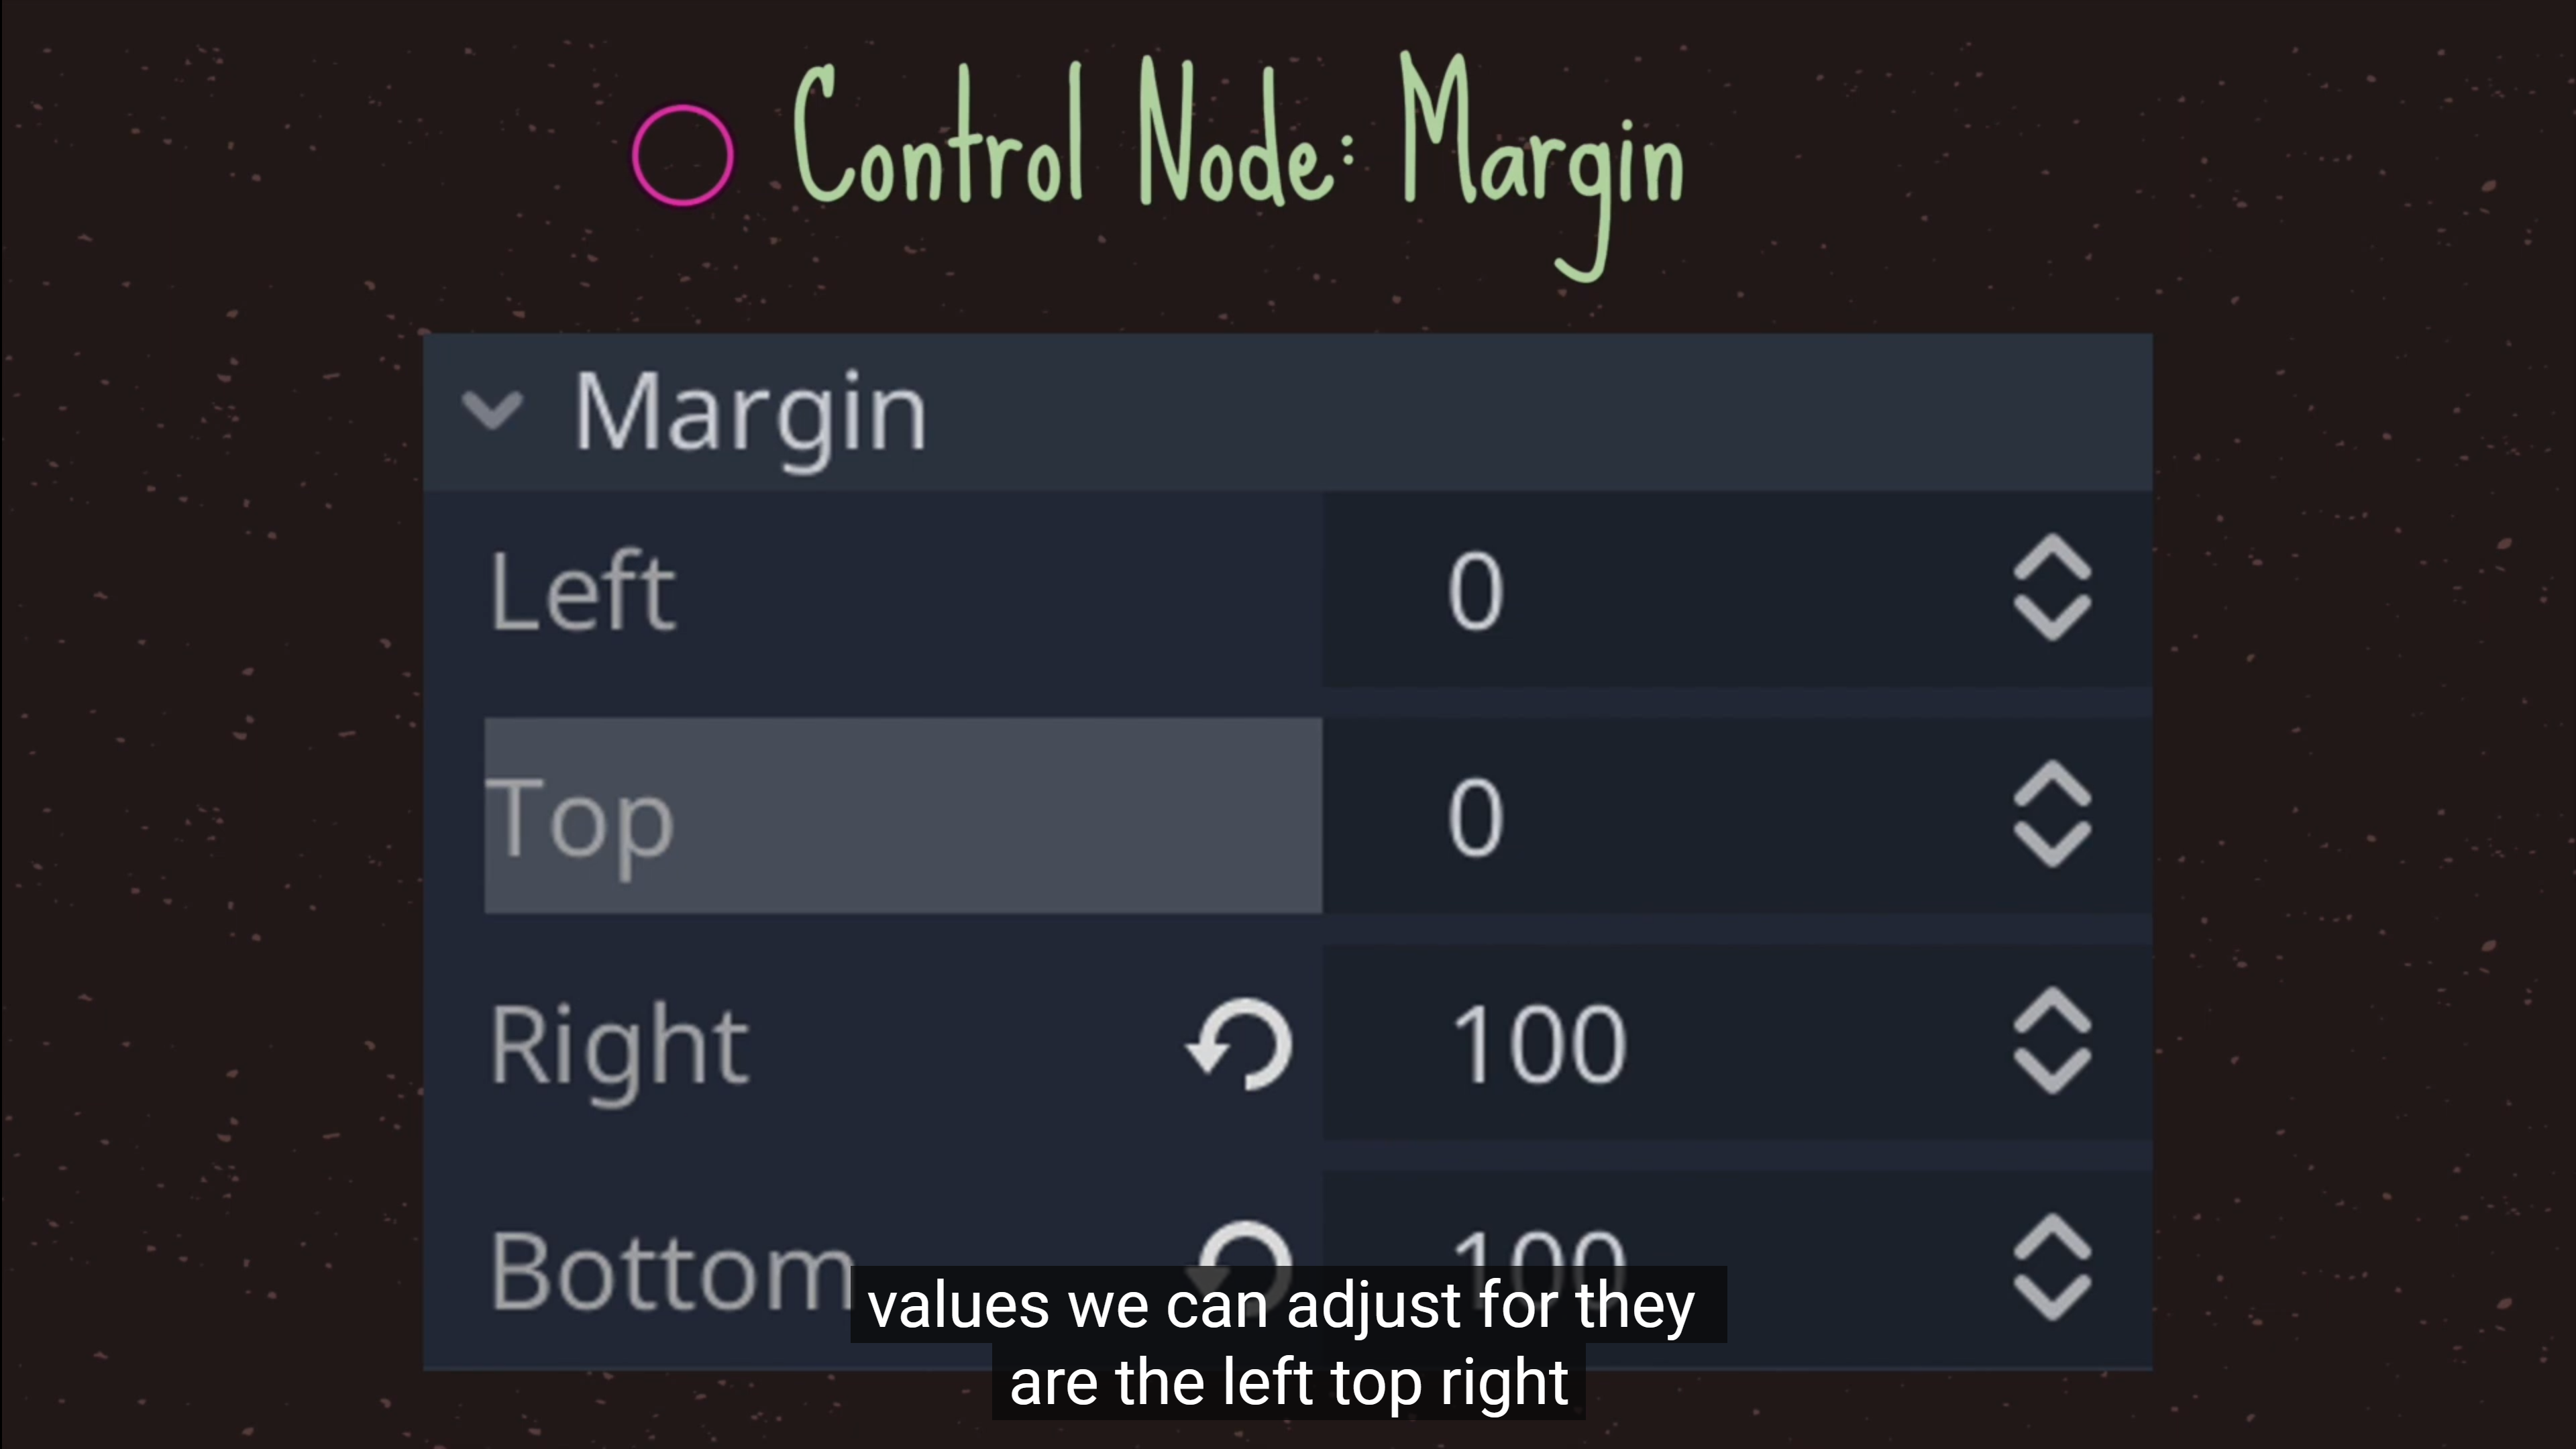 Control Node: Margin
Margin
Left 0
Top 0
Right 100
Bottom 100
values we can adjust for they
are the left top right